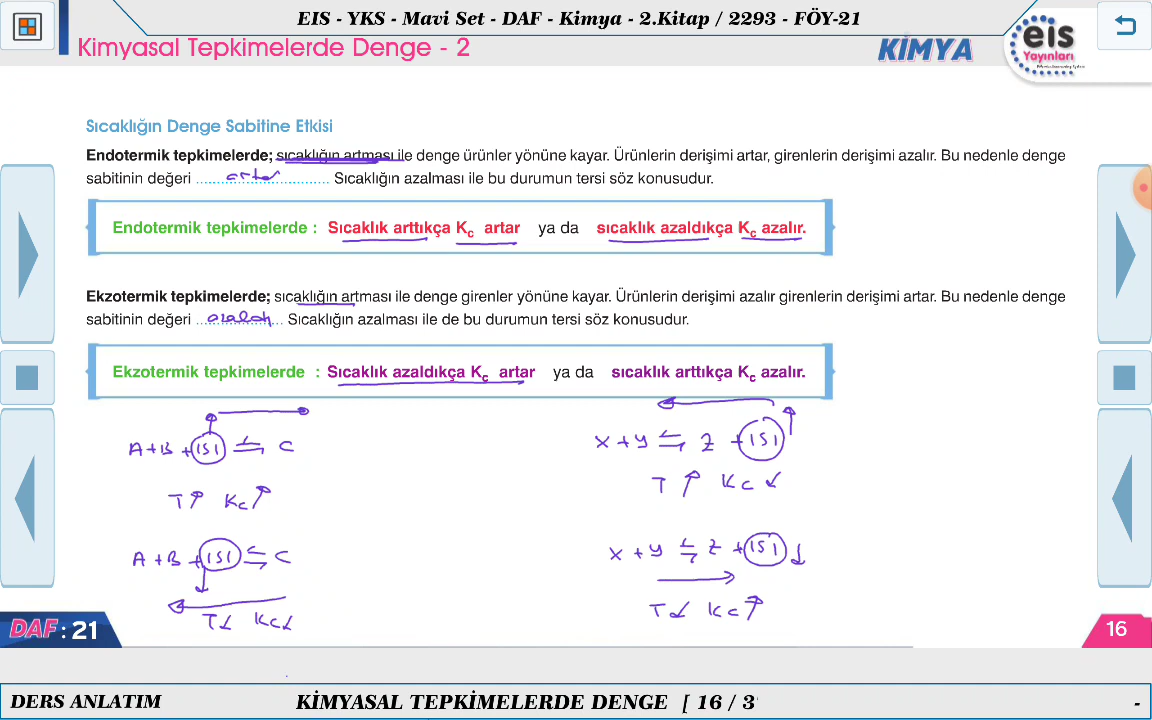 EIS - YKS - Mavi Set - DAF - Kimya - 2.Kitap / 2293 - FÖY-21
Kimyasal Tepkimelerde Denge - 2
KİMYA
eis
Yayınları
Sıcaklığın Denge Sabitine Etkisi
Endotermik tepkimelerde; sıcaklığın artması ile denge ürünler yönüne kayar. Ürünlerin derişimi artar, girenlerin derişimi azalır. Bu nedenle denge
sabitinin değeri artar Sıcaklığın azalması ile bu durumun tersi söz konusudur.
Endotermik tepkimelerde : Sıcaklık arttıkça Kc artar ya da sıcaklık azaldıkça Kc azalır.
Ekzotermik tepkimelerde; sıcaklığın artması ile denge girenler yönüne kayar. Ürünlerin derişimi azalır girenlerin derişimi artar. Bu nedenle denge
sabitinin değeri azalır Sıcaklığın azalması ile de bu durumun tersi söz konusudur.
Ekzotermik tepkimelerde : Sıcaklık azaldıkça Kc artar ya da sıcaklık arttıkça Kc azalır.
A + B + ISI ⇌ C
X + Y ⇌ Z + ISI
T ↑ Kc ↑
T ↑ Kc ↓
A + B + ISI ⇌ C
X + Y ⇌ Z + ISI ↓
T ↓ Kc ↓
T ↓ Kc ↑
DAF : 21
16
DERS ANLATIM
KİMYASAL TEPKİMELERDE DENGE [ 16 / 3
-